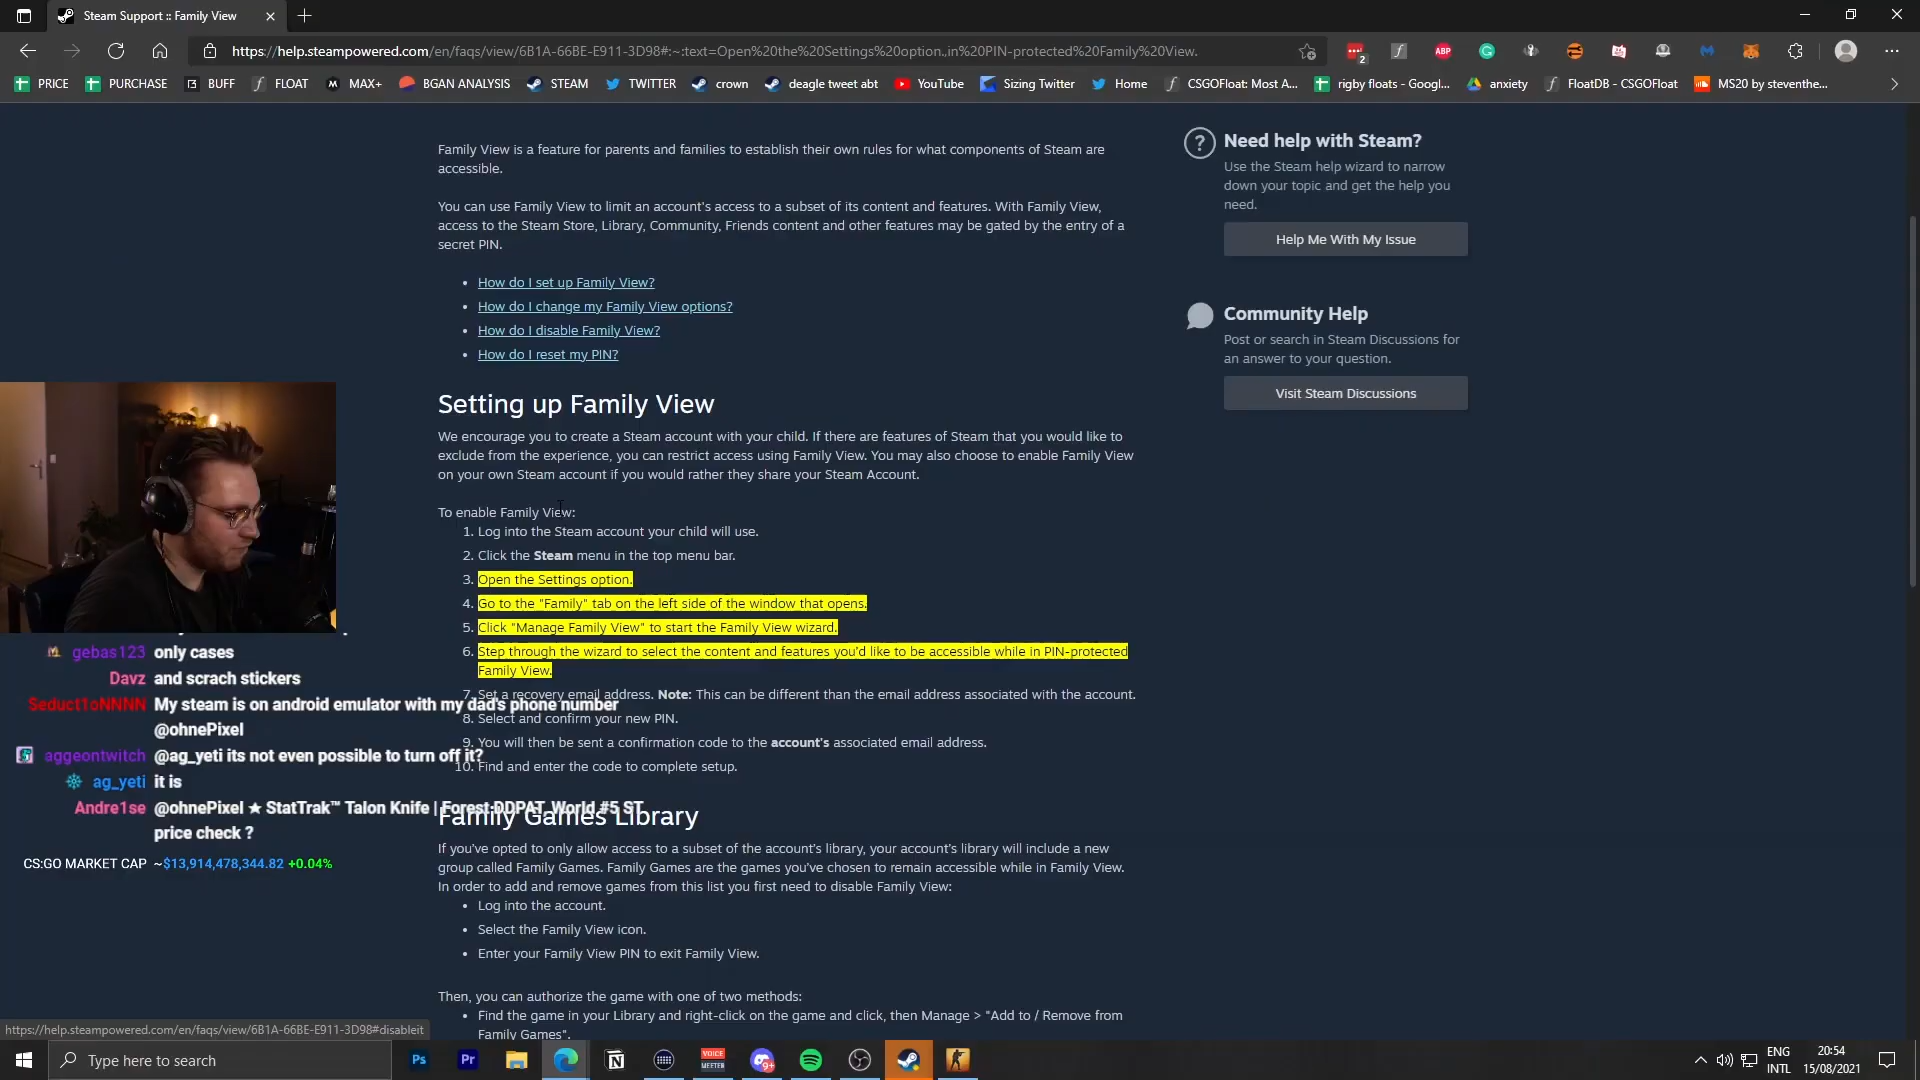 Steam Support :: Family View
https://help.steampowered.com/en/faqs/view/6B1A-66BE-E911-3D98#:~:text=Open%20the%20Settings%20option.,in%20PIN-protected%20Family%20View.
ABP
2
PRICE
PURCHASE
BUFF
FLOAT
MAX+
BGAN ANALYSIS
STEAM
TWITTER
crown
deagle tweet abt
YouTube
Sizing Twitter
Home
CSGOFloat: Most A...
rigby floats - Googl...
anxiety
FloatDB - CSGOFloat
MS20 by steventhe...
Family View is a feature for parents and families to establish their own rules for what components of Steam are
accessible.
You can use Family View to limit an account's access to a subset of its content and features. With Family View,
access to the Steam Store, Library, Community, Friends content and other features may be gated by the entry of a
secret PIN.
• How do I set up Family View?
• How do I change my Family View options?
• How do I disable Family View?
• How do I reset my PIN?
Need help with Steam?
Use the Steam help wizard to narrow
down your topic and get the help you
need.
Help Me With My Issue
Community Help
Post or search in Steam Discussions for
an answer to your question.
Visit Steam Discussions
Setting up Family View
We encourage you to create a Steam account with your child. If there are features of Steam that you would like to
exclude from the experience, you can restrict access using Family View. You may also choose to enable Family View
on your own Steam account if you would rather they share your Steam Account.
To enable Family View:
1. Log into the Steam account your child will use.
2. Click the Steam menu in the top menu bar.
3. Open the Settings option.
4. Go to the "Family" tab on the left side of the window that opens.
5. Click "Manage Family View" to start the Family View wizard.
6. Step through the wizard to select the content and features you'd like to be accessible while in PIN-protected
Family View.
7. Set a recovery email address. Note: This can be different than the email address associated with the account.
8. Select and confirm your new PIN.
9. You will then be sent a confirmation code to the account's associated email address.
10. Find and enter the code to complete setup.
Family Games Library
If you've opted to only allow access to a subset of the account's library, your account's library will include a new
group called Family Games. Family Games are the games you've chosen to remain accessible while in Family View.
In order to add and remove games from this list you first need to disable Family View:
• Log into the account.
• Select the Family View icon.
• Enter your Family View PIN to exit Family View.
Then, you can authorize the game with one of two methods:
• Find the game in your Library and right-click on the game and click, then Manage > "Add to / Remove from
Family Games".
gebas123 only cases
Davz and scrach stickers
Seduct1oNNNN My steam is on android emulator with my dad's phone number
@ohnePixel
aggeontwitch @ag_yeti its not even possible to turn off it?
ag_yeti it is
Andre1se @ohnePixel ★ StatTrak™ Talon Knife | Forest DDPAT, World #5 ST
price check ?
CS:GO MARKET CAP ~$13,914,478,344.82 +0.04%
https://help.steampowered.com/en/faqs/view/6B1A-66BE-E911-3D98#disableit
Type here to search
Ps
Pr
VOICE
MEETER
9+
ENG
INTL
20:54
15/08/2021